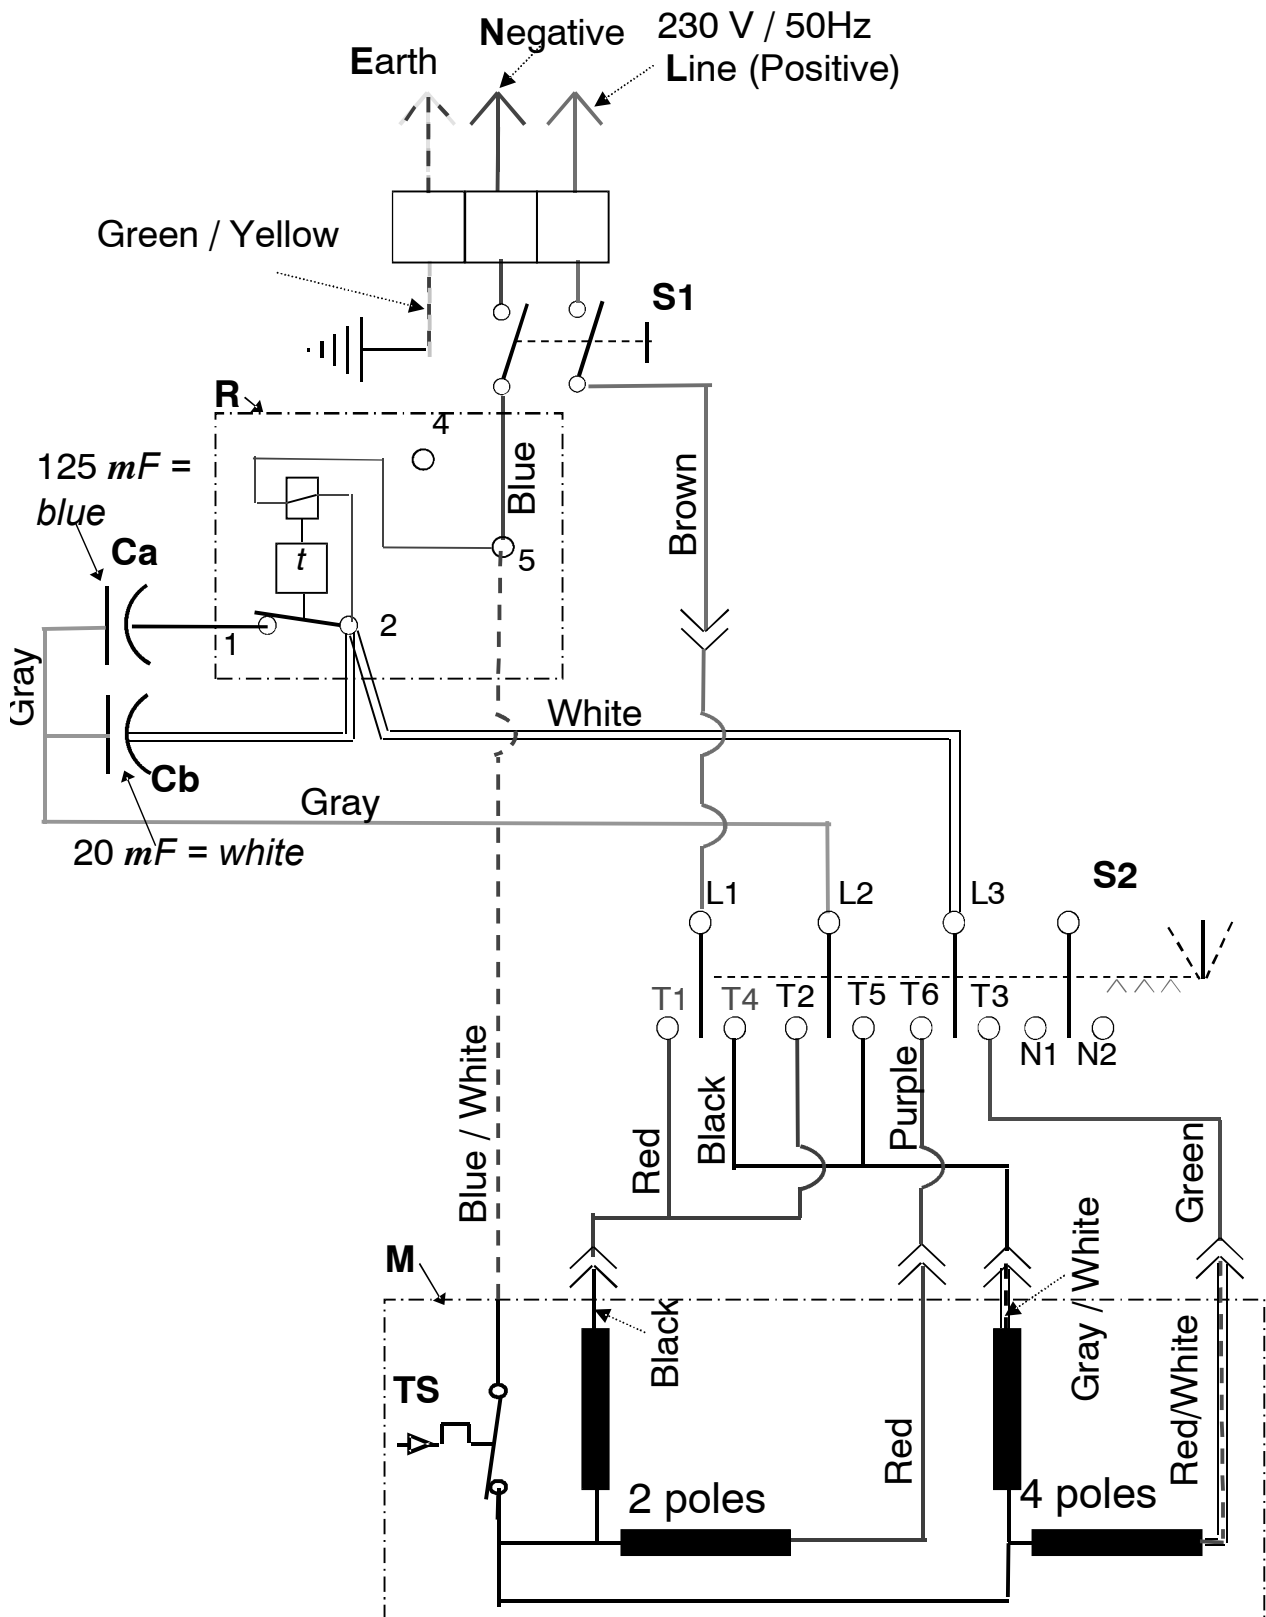 230 V / 50Hz
Negative
Earth
Line (Positive)
Green / Yellow
S1
R
4
125 mF =
blue
Blue
Brown
Ca
t
5
1
2
Gray
White
Cb
Gray
20 mF = white
S2
L1
L2
L3
T1
T4
T2
T5
T6
T3
N1
N2
Blue / White
Red
Black
Purple
Green
M
Black
Gray / White
Red/White
TS
Red
2 poles
4 poles